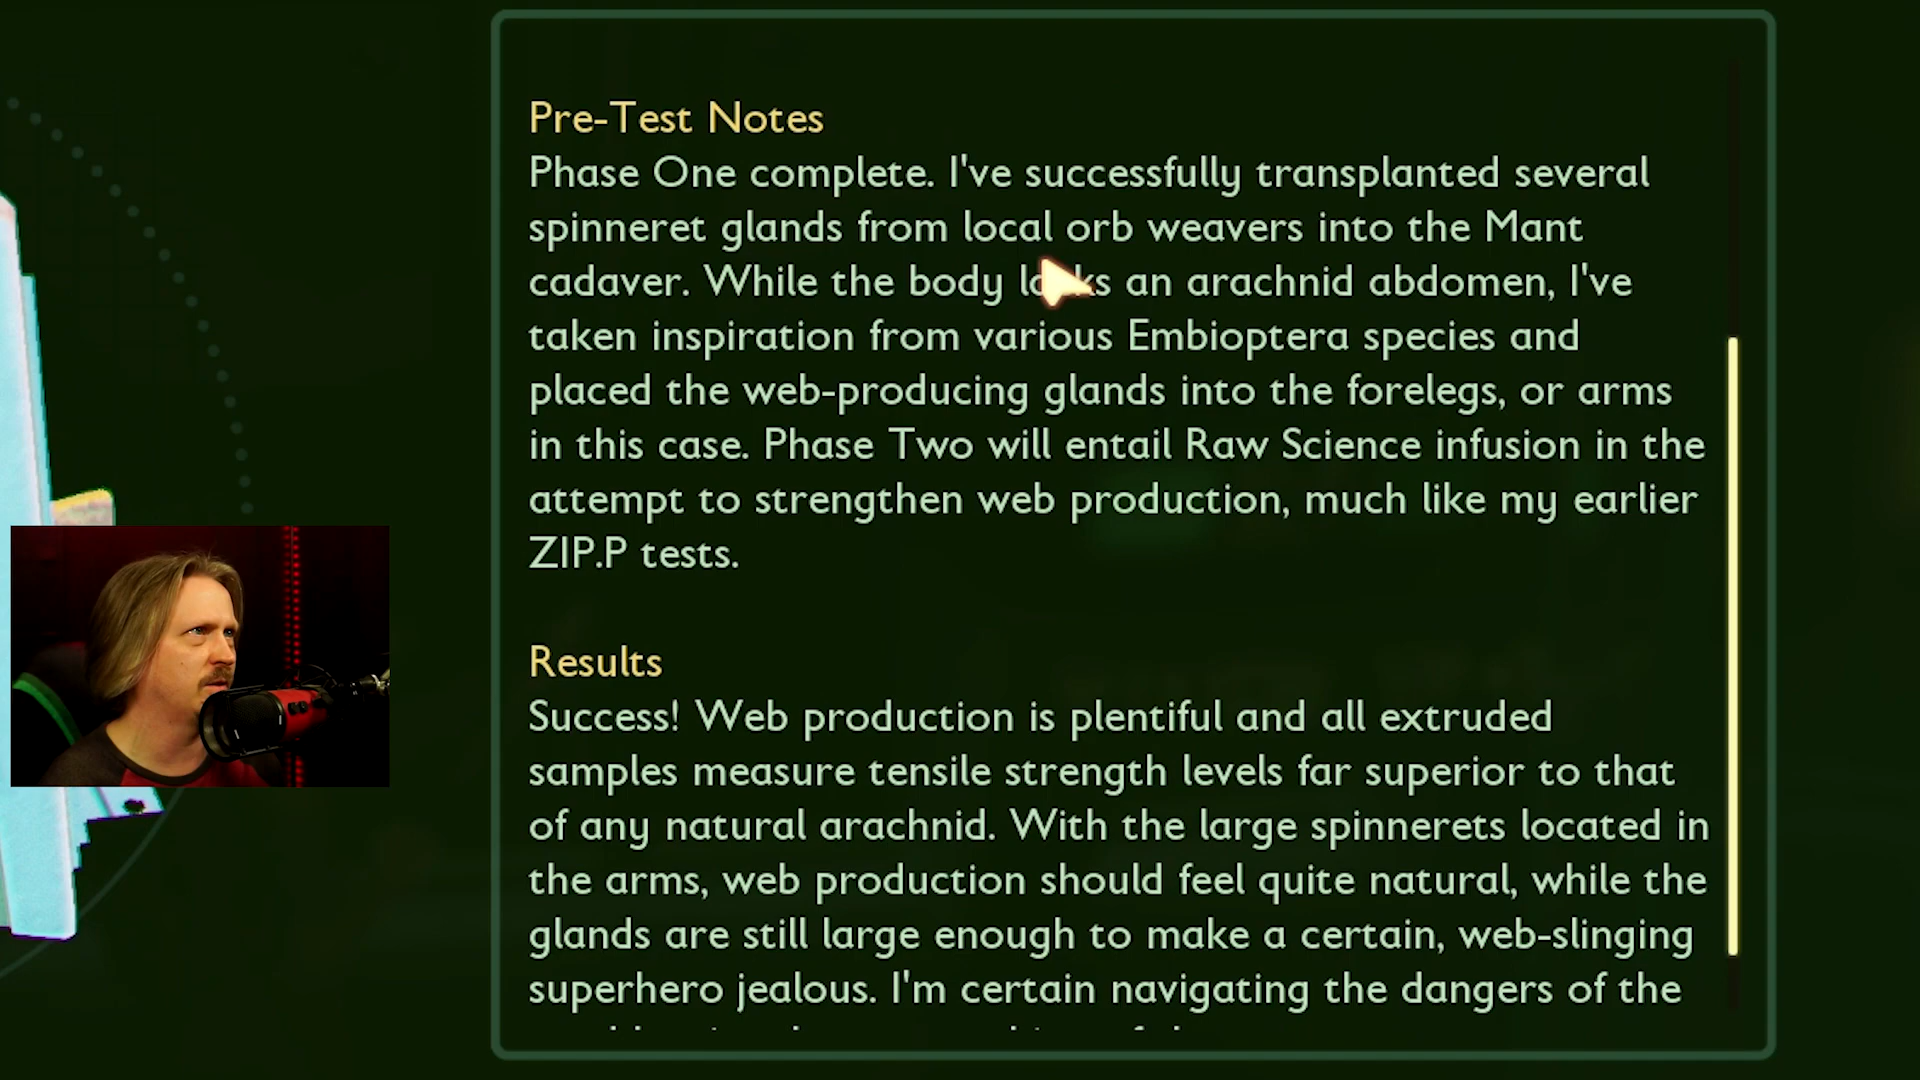 Pre-Test Notes
Phase One complete. I've successfully transplanted several
spinneret glands from local orb weavers into the Mant
cadaver. While the body lacks an arachnid abdomen, I've
taken inspiration from various Embioptera species and
placed the web-producing glands into the forelegs, or arms
in this case. Phase Two will entail Raw Science infusion in the
attempt to strengthen web production, much like my earlier
ZIP.P tests.
Results
Success! Web production is plentiful and all extruded
samples measure tensile strength levels far superior to that
of any natural arachnid. With the large spinnerets located in
the arms, web production should feel quite natural, while the
glands are still large enough to make a certain, web-slinging
superhero jealous. I'm certain navigating the dangers of the